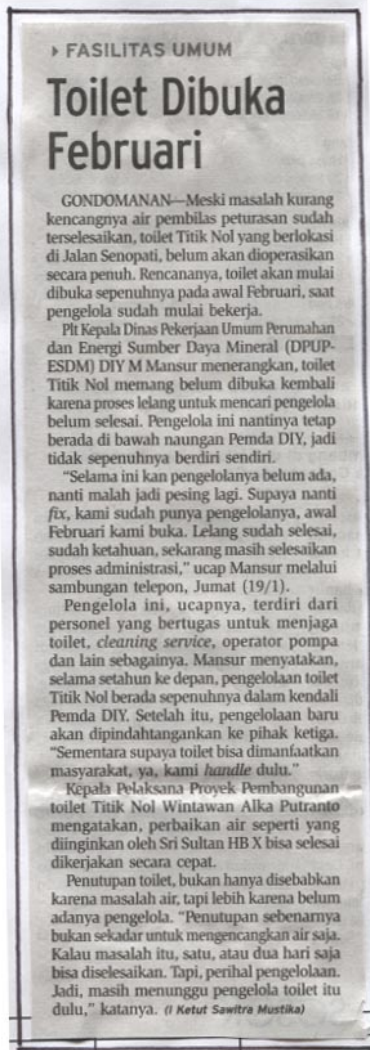 FASILITAS UMUM
Toilet Dibuka
Februari
GONDOMANAN—Meski masalah kurang
kencangnya air pembilas peturasan sudah
terselesaikan, toilet Titik Nol yang berlokasi
di Jalan Senopati, belum akan dioperasikan
secara penuh. Rencananya, toilet akan mulai
dibuka sepenuhnya pada awal Februari, saat
pengelola sudah mulai bekerja.
Plt Kepala Dinas Pekerjaan Umum Perumahan
dan Energi Sumber Daya Mineral (DPUP-
ESDM) DIY M Mansur menerangkan, toilet
Titik Nol memang belum dibuka kembali
karena proses lelang untuk mencari pengelola
belum selesai. Pengelola ini nantinya tetap
berada di bawah naungan Pemda DIY, jadi
tidak sepenuhnya berdiri sendiri.
“Selama ini kan pengelolanya belum ada,
nanti malah jadi pesing lagi. Supaya nanti
fix, kami sudah punya pengelolanya, awal
Februari kami buka. Lelang sudah selesai,
sudah ketahuan, sekarang masih selesaikan
proses administrasi,” ucap Mansur melalui
sambungan telepon, Jumat (19/1).
Pengelola ini, ucapnya, terdiri dari
personel yang bertugas untuk menjaga
toilet, cleaning service, operator pompa
dan lain sebagainya. Mansur menyatakan,
selama setahun ke depan, pengelolaan toilet
Titik Nol berada sepenuhnya dalam kendali
Pemda DIY. Setelah itu, pengelolaan baru
akan dipindahtangankan ke pihak ketiga.
“Sementara supaya toilet bisa dimanfaatkan
masyarakat, ya, kami handle dulu.”
Kepala Pelaksana Proyek Pembangunan
toilet Titik Nol Wintawan Alka Putranto
mengatakan, perbaikan air seperti yang
diinginkan oleh Sri Sultan HB X bisa selesai
dikerjakan secara cepat.
Penutupan toilet, bukan hanya disebabkan
karena masalah air, tapi lebih karena belum
adanya pengelola. “Penutupan sebenarnya
bukan sekadar untuk mengencangkan air saja.
Kalau masalah itu, satu, atau dua hari saja
bisa diselesaikan. Tapi, perihal pengelolaan.
Jadi, masih menunggu pengelola toilet itu
dulu,” katanya. (I Ketut Sawitra Mustika)